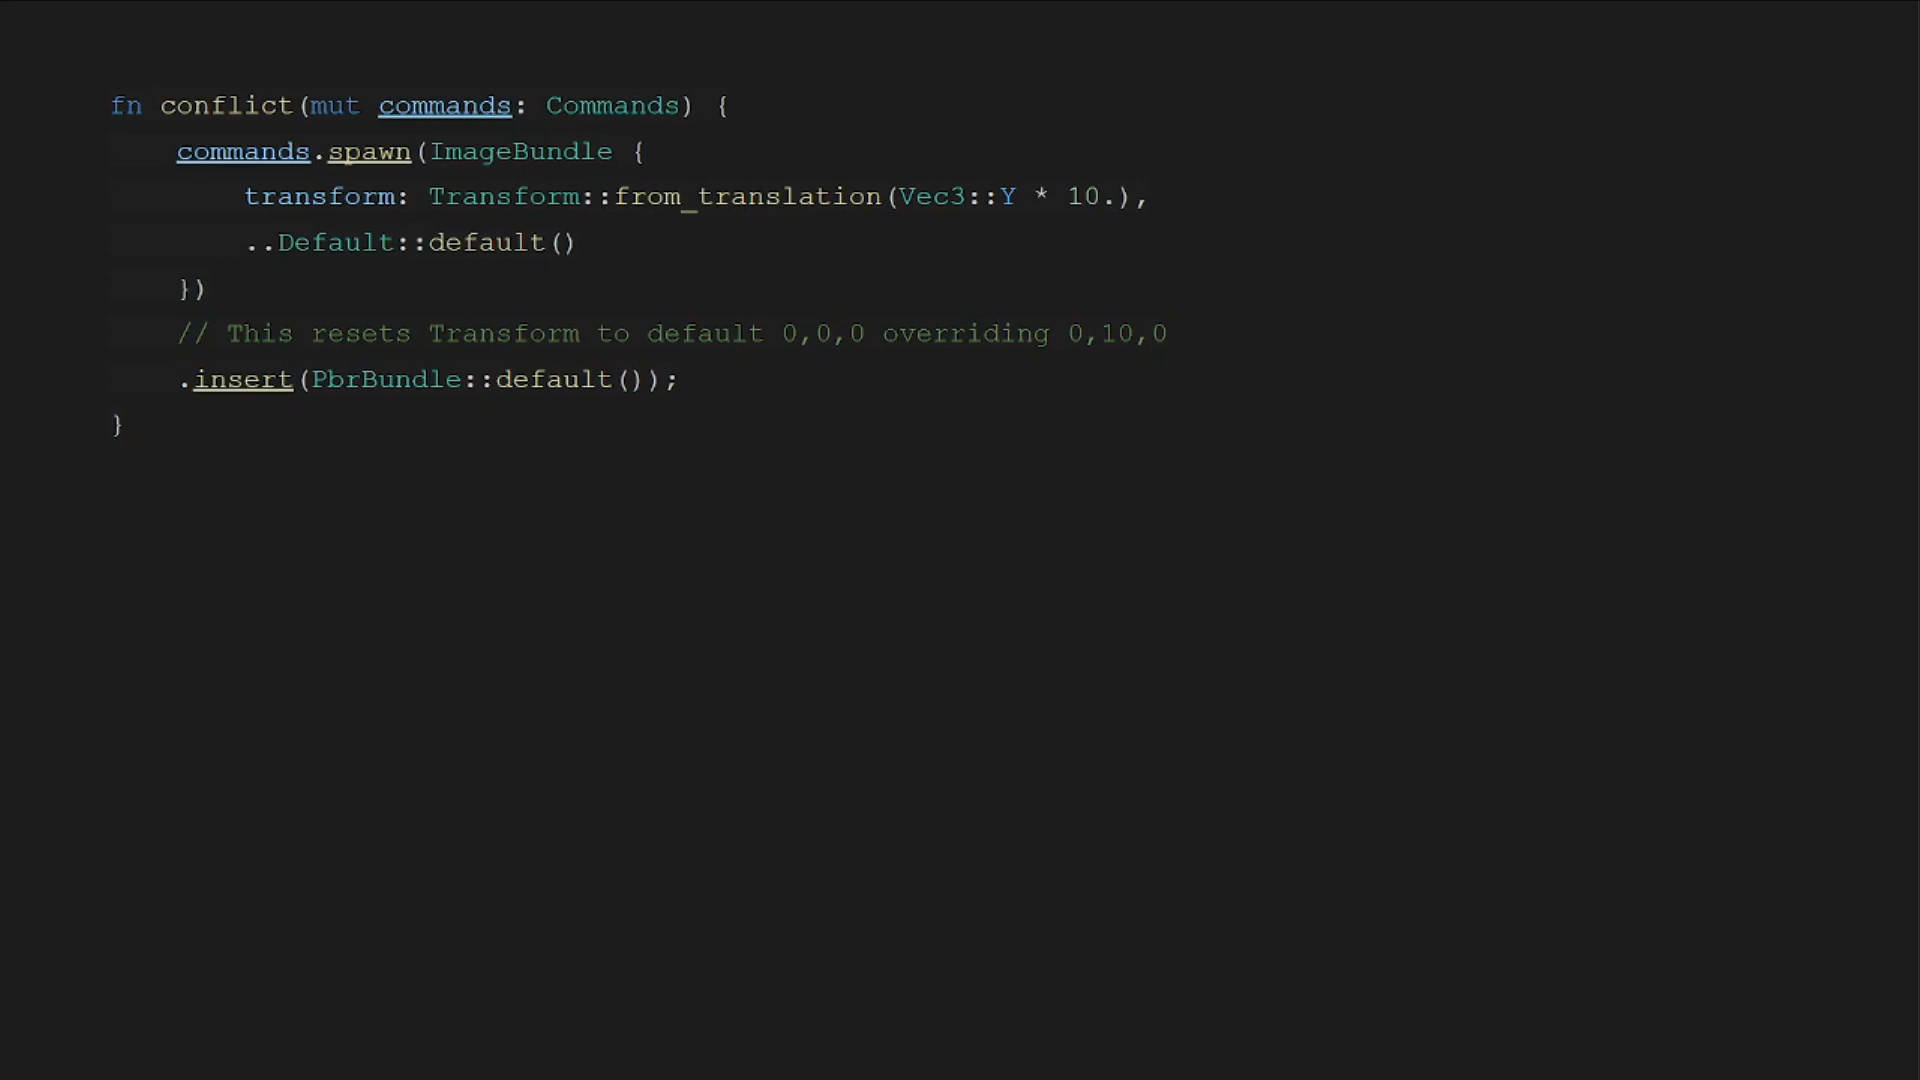 fn conflict(mut commands: Commands) {
    commands.spawn(ImageBundle {
        transform: Transform::from_translation(Vec3::Y * 10.),
        ..Default::default()
    })
    // This resets Transform to default 0,0,0 overriding 0,10,0
    .insert(PbrBundle::default());
}